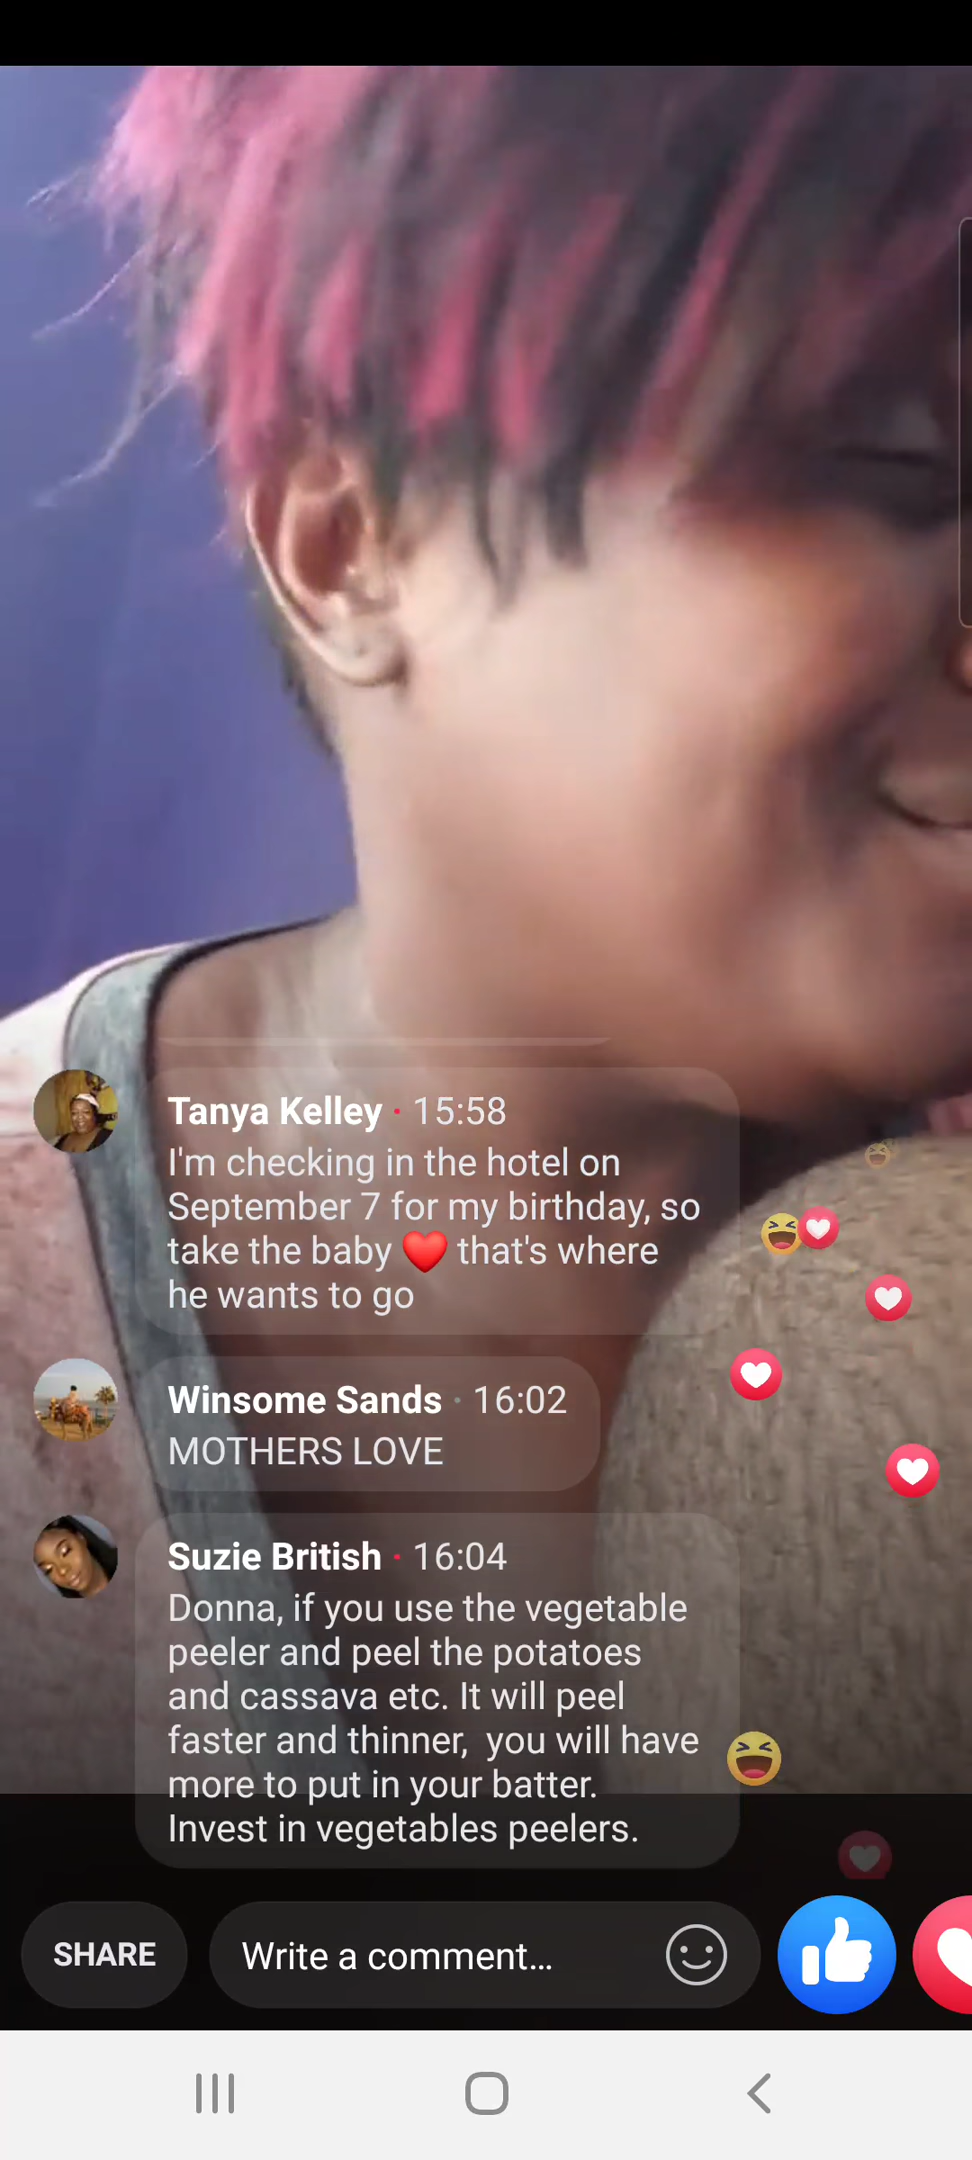 Tanya Kelley · 15:58
I'm checking in the hotel on
September 7 for my birthday, so
take the baby ❤️ that's where
he wants to go
Winsome Sands · 16:02
MOTHERS LOVE
Suzie British · 16:04
Donna, if you use the vegetable
peeler and peel the potatoes
and cassava etc. It will peel
faster and thinner,  you will have
more to put in your batter.
Invest in vegetables peelers.
SHARE
Write a comment...